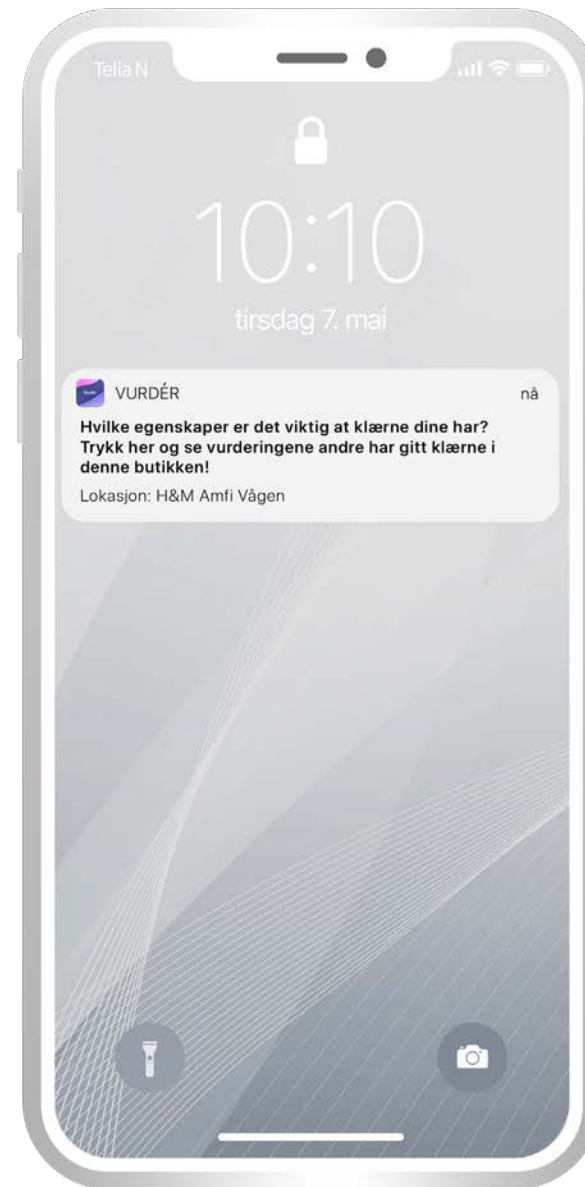 Telia N
10:10
tirsdag 7. mai
VURDÉR nå
Hvilke egenskaper er det viktig at klærne dine har?
Trykk her og se vurderingene andre har gitt klærne i
denne butikken!
Lokasjon: H&M Amfi Vågen